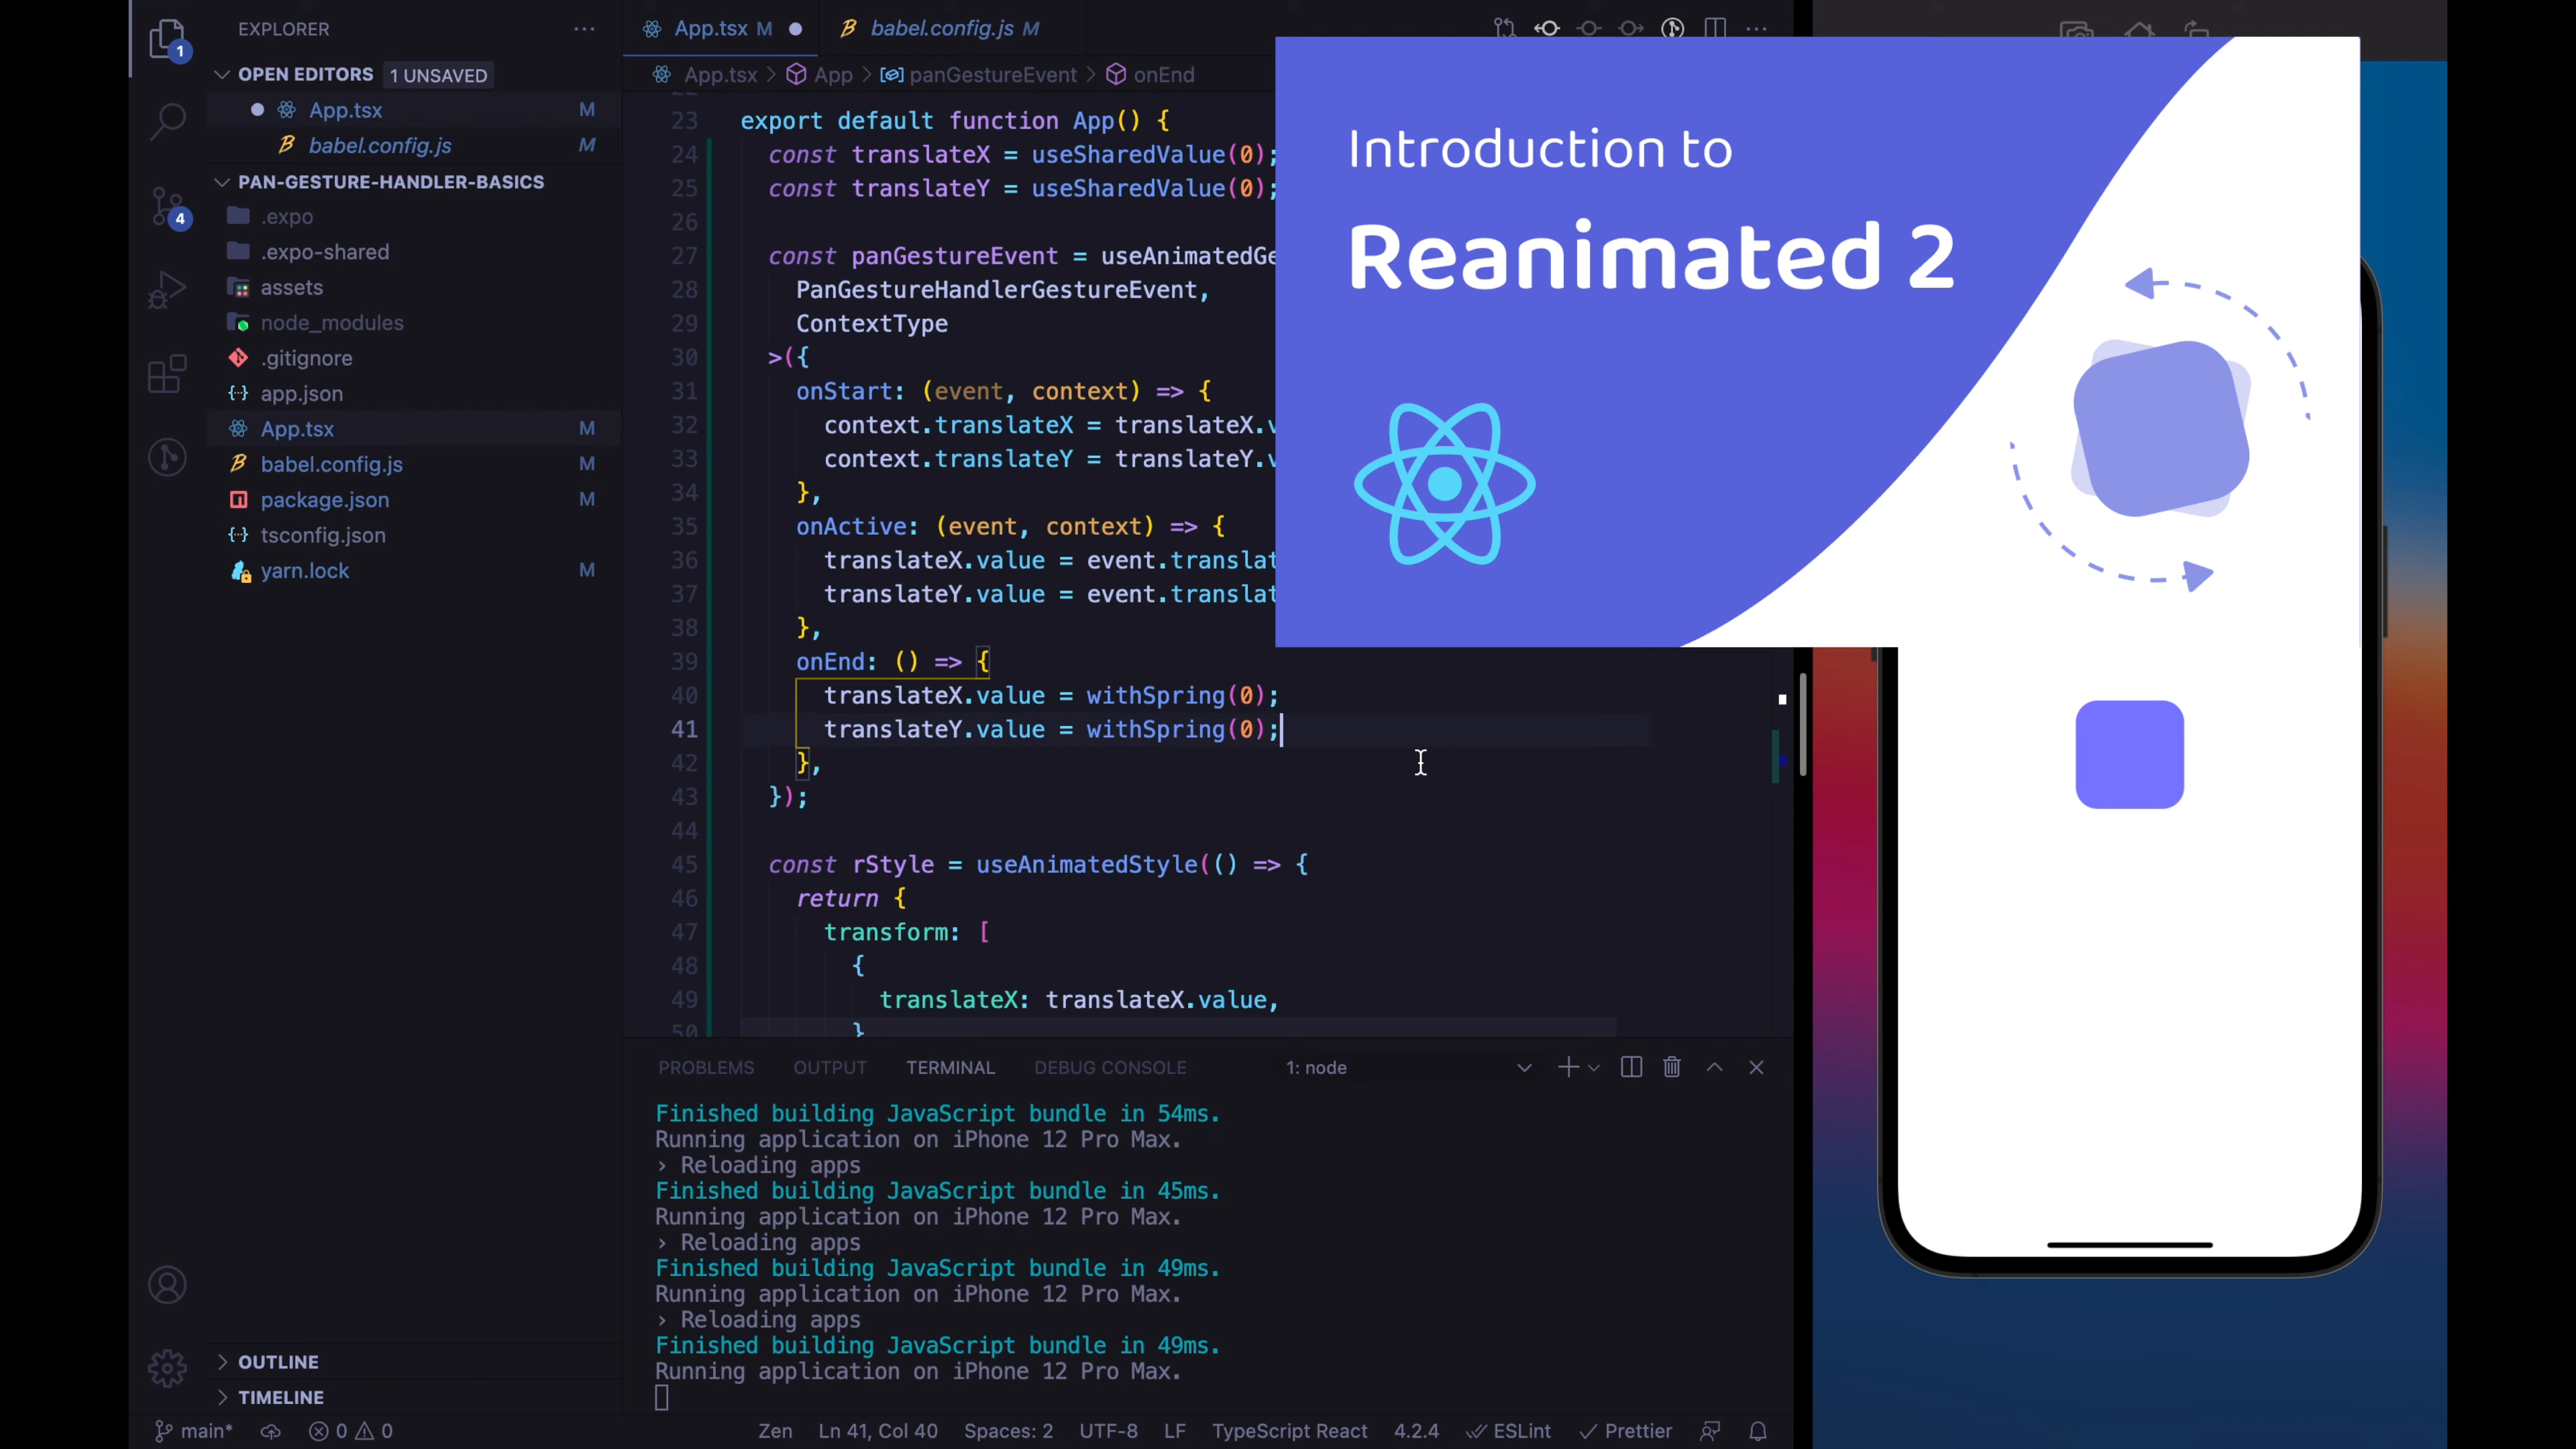 EXPLORER
OPEN EDITORS 1 UNSAVED
App.tsx M
babel.config.js M
PAN-GESTURE-HANDLER-BASICS
.expo
.expo-shared
assets
node_modules
.gitignore
app.json
App.tsx M
babel.config.js M
package.json M
tsconfig.json
yarn.lock M
OUTLINE
TIMELINE
1
4
App.tsx M
babel.config.js M
App.tsx > App > panGestureEvent > onEnd
23 export default function App() {
24 const translateX = useSharedValue(0);
25 const translateY = useSharedValue(0);
26
27 const panGestureEvent = useAnimatedGe
28 PanGestureHandlerGestureEvent,
29 ContextType
30 >({
31 onStart: (event, context) => {
32 context.translateX = translateX.v
33 context.translateY = translateY.v
34 },
35 onActive: (event, context) => {
36 translateX.value = event.translat
37 translateY.value = event.translat
38 },
39 onEnd: () => {
40 translateX.value = withSpring(0);
41 translateY.value = withSpring(0);
42 },
43 });
44
45 const rStyle = useAnimatedStyle(() => {
46 return {
47 transform: [
48 {
49 translateX: translateX.value,
50 }
Introduction to
Reanimated 2
PROBLEMS OUTPUT TERMINAL DEBUG CONSOLE 1: node
Finished building JavaScript bundle in 54ms.
Running application on iPhone 12 Pro Max.
› Reloading apps
Finished building JavaScript bundle in 45ms.
Running application on iPhone 12 Pro Max.
› Reloading apps
Finished building JavaScript bundle in 49ms.
Running application on iPhone 12 Pro Max.
› Reloading apps
Finished building JavaScript bundle in 49ms.
Running application on iPhone 12 Pro Max.
main* 0 0 Zen Ln 41, Col 40 Spaces: 2 UTF-8 LF TypeScript React 4.2.4 ESLint Prettier